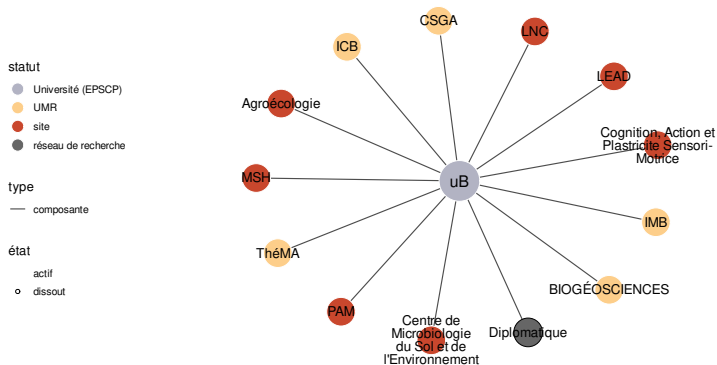 statut
Université (EPSCP)
UMR
site
réseau de recherche
type
composante
état
actif
dissout
CSGA
LNC
ICB
LEAD
Agroécologie
Cognition, Action et
Plasticite Sensori-
Motrice
MSH
uB
IMB
ThéMA
BIOGÉOSCIENCES
PAM
Centre de
Microbiologie
du Sol et de
l'Environnement
Diplomatique